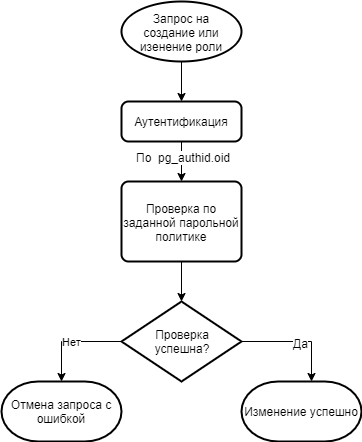 Запрос на
создание или
изенение роли
Аутентификация
По pg_authid.oid
Проверка по
заданной парольной
политике
Проверка
успешна?
Нет
Да
Отмена запроса с
ошибкой
Изменение успешно